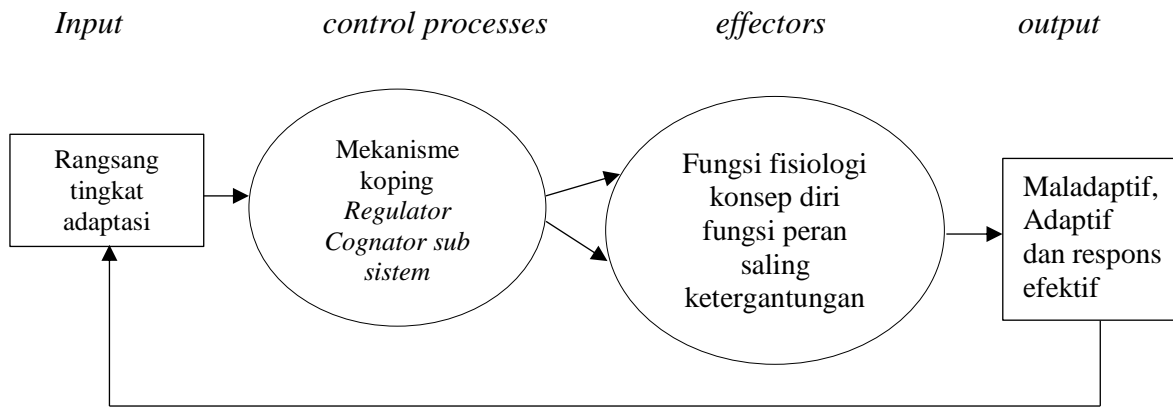 Input control processes effectors output
Rangsang
tingkat
adaptasi
Mekanisme
koping
Regulator
Cognator sub
sistem
Fungsi fisiologi
konsep diri
fungsi peran
saling
ketergantungan
Maladaptif,
Adaptif
dan respons
efektif